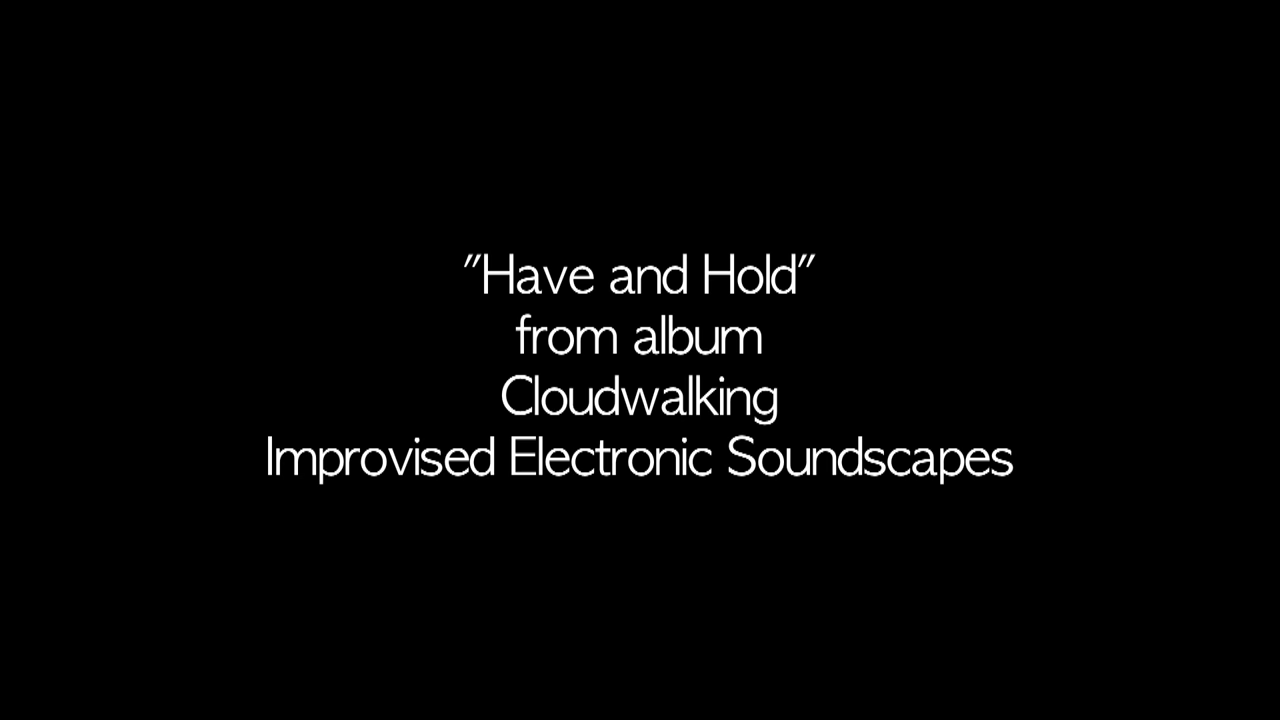 "Have and Hold"
from album
Cloudwalking
Improvised Electronic Soundscapes